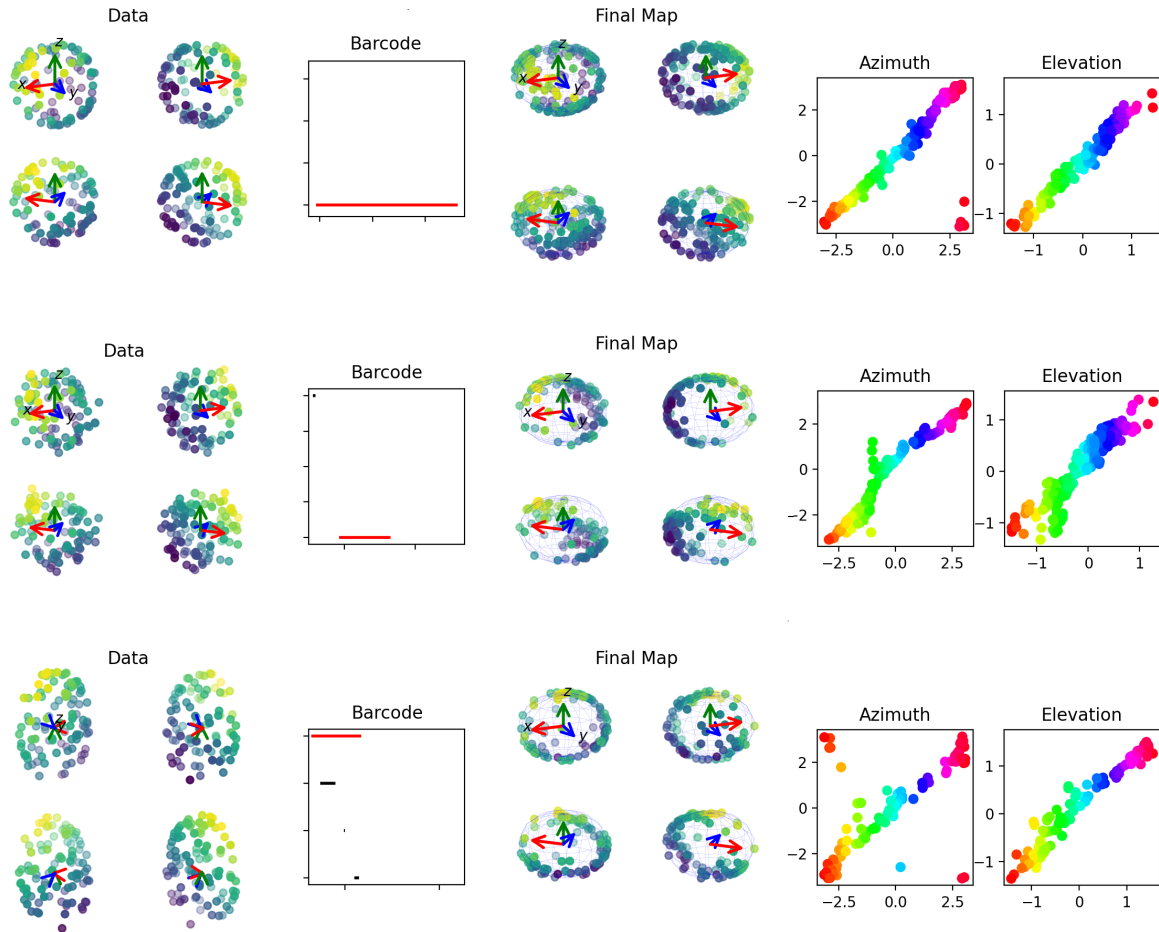 Data
Final Map
z
x
y
Barcode
z
x
y
Azimuth
Elevation
2
0
−2
−2.5
0.0
2.5
1
0
−1
−1
0
1
Data
Final Map
z
x
y
Barcode
z
x
y
Azimuth
Elevation
2
0
−2
−2.5
0.0
2.5
1
0
−1
−1
0
1
Data
Final Map
z
Barcode
z
x
y
Azimuth
Elevation
2
0
−2
−2.5
0.0
2.5
1
0
−1
−1
0
1